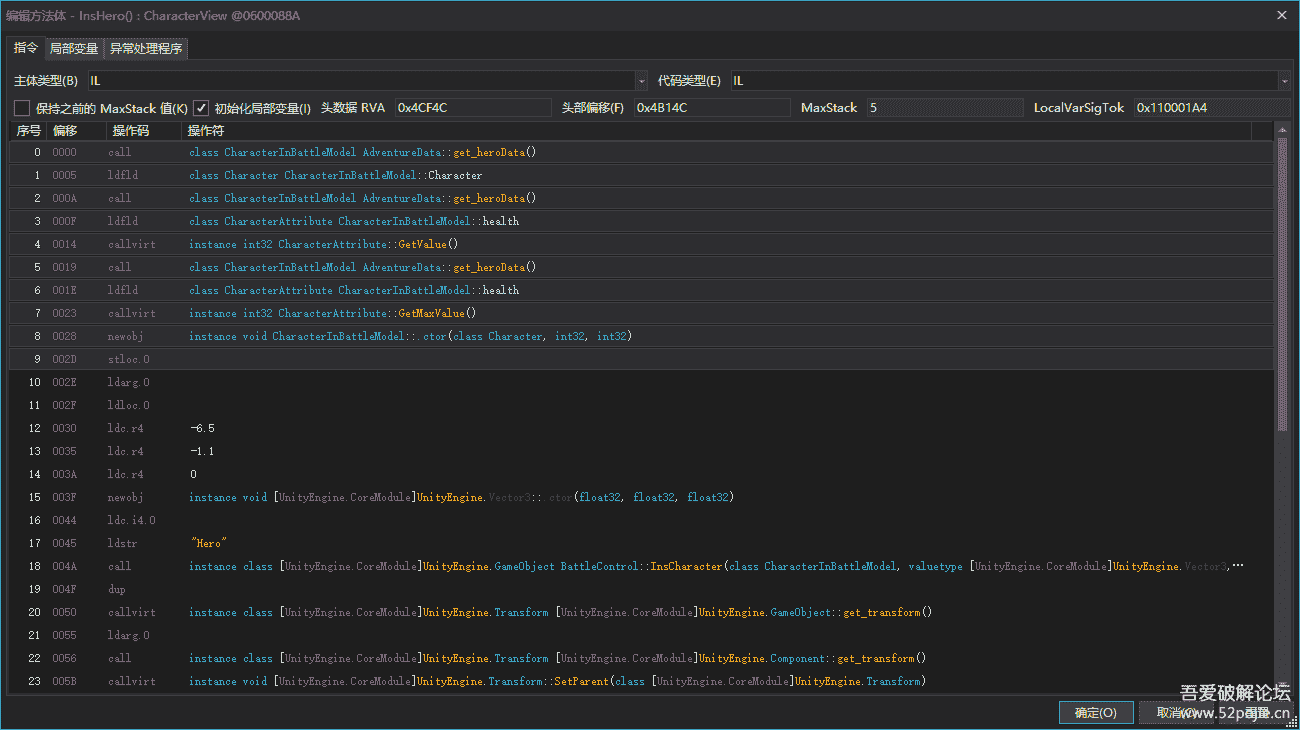 编辑方法体 - InsHero() : CharacterView @0600088A
指令 局部变量 异常处理程序
主体类型(B) IL 代码类型(E) IL
保持之前的 MaxStack 值(K) 初始化局部变量(I) 头数据 RVA 0x4CF4C 头部偏移(F) 0x4B14C MaxStack 5 LocalVarSigTok 0x110001A4
序号 偏移 操作码 操作符
0 0000 call class CharacterInBattleModel AdventureData::get_heroData()
1 0005 ldfld class Character CharacterInBattleModel::Character
2 000A call class CharacterInBattleModel AdventureData::get_heroData()
3 000F ldfld class CharacterAttribute CharacterInBattleModel::health
4 0014 callvirt instance int32 CharacterAttribute::GetValue()
5 0019 call class CharacterInBattleModel AdventureData::get_heroData()
6 001E ldfld class CharacterAttribute CharacterInBattleModel::health
7 0023 callvirt instance int32 CharacterAttribute::GetMaxValue()
8 0028 newobj instance void CharacterInBattleModel::.ctor(class Character, int32, int32)
9 002D stloc.0
10 002E ldarg.0
11 002F ldloc.0
12 0030 ldc.r4 -6.5
13 0035 ldc.r4 -1.1
14 003A ldc.r4 0
15 003F newobj instance void [UnityEngine.CoreModule]UnityEngine.Vector3::.ctor(float32, float32, float32)
16 0044 ldc.i4.0
17 0045 ldstr "Hero"
18 004A call instance class [UnityEngine.CoreModule]UnityEngine.GameObject BattleControl::InsCharacter(class CharacterInBattleModel, valuetype [UnityEngine.CoreModule]UnityEngine.Vector3,...
19 004F dup
20 0050 callvirt instance class [UnityEngine.CoreModule]UnityEngine.Transform [UnityEngine.CoreModule]UnityEngine.GameObject::get_transform()
21 0055 ldarg.0
22 0056 call instance class [UnityEngine.CoreModule]UnityEngine.Transform [UnityEngine.CoreModule]UnityEngine.Component::get_transform()
23 005B callvirt instance void [UnityEngine.CoreModule]UnityEngine.Transform::SetParent(class [UnityEngine.CoreModule]UnityEngine.Transform)
吾爱破解论坛
确定(O) 取消(C)
www.52pojie.cn